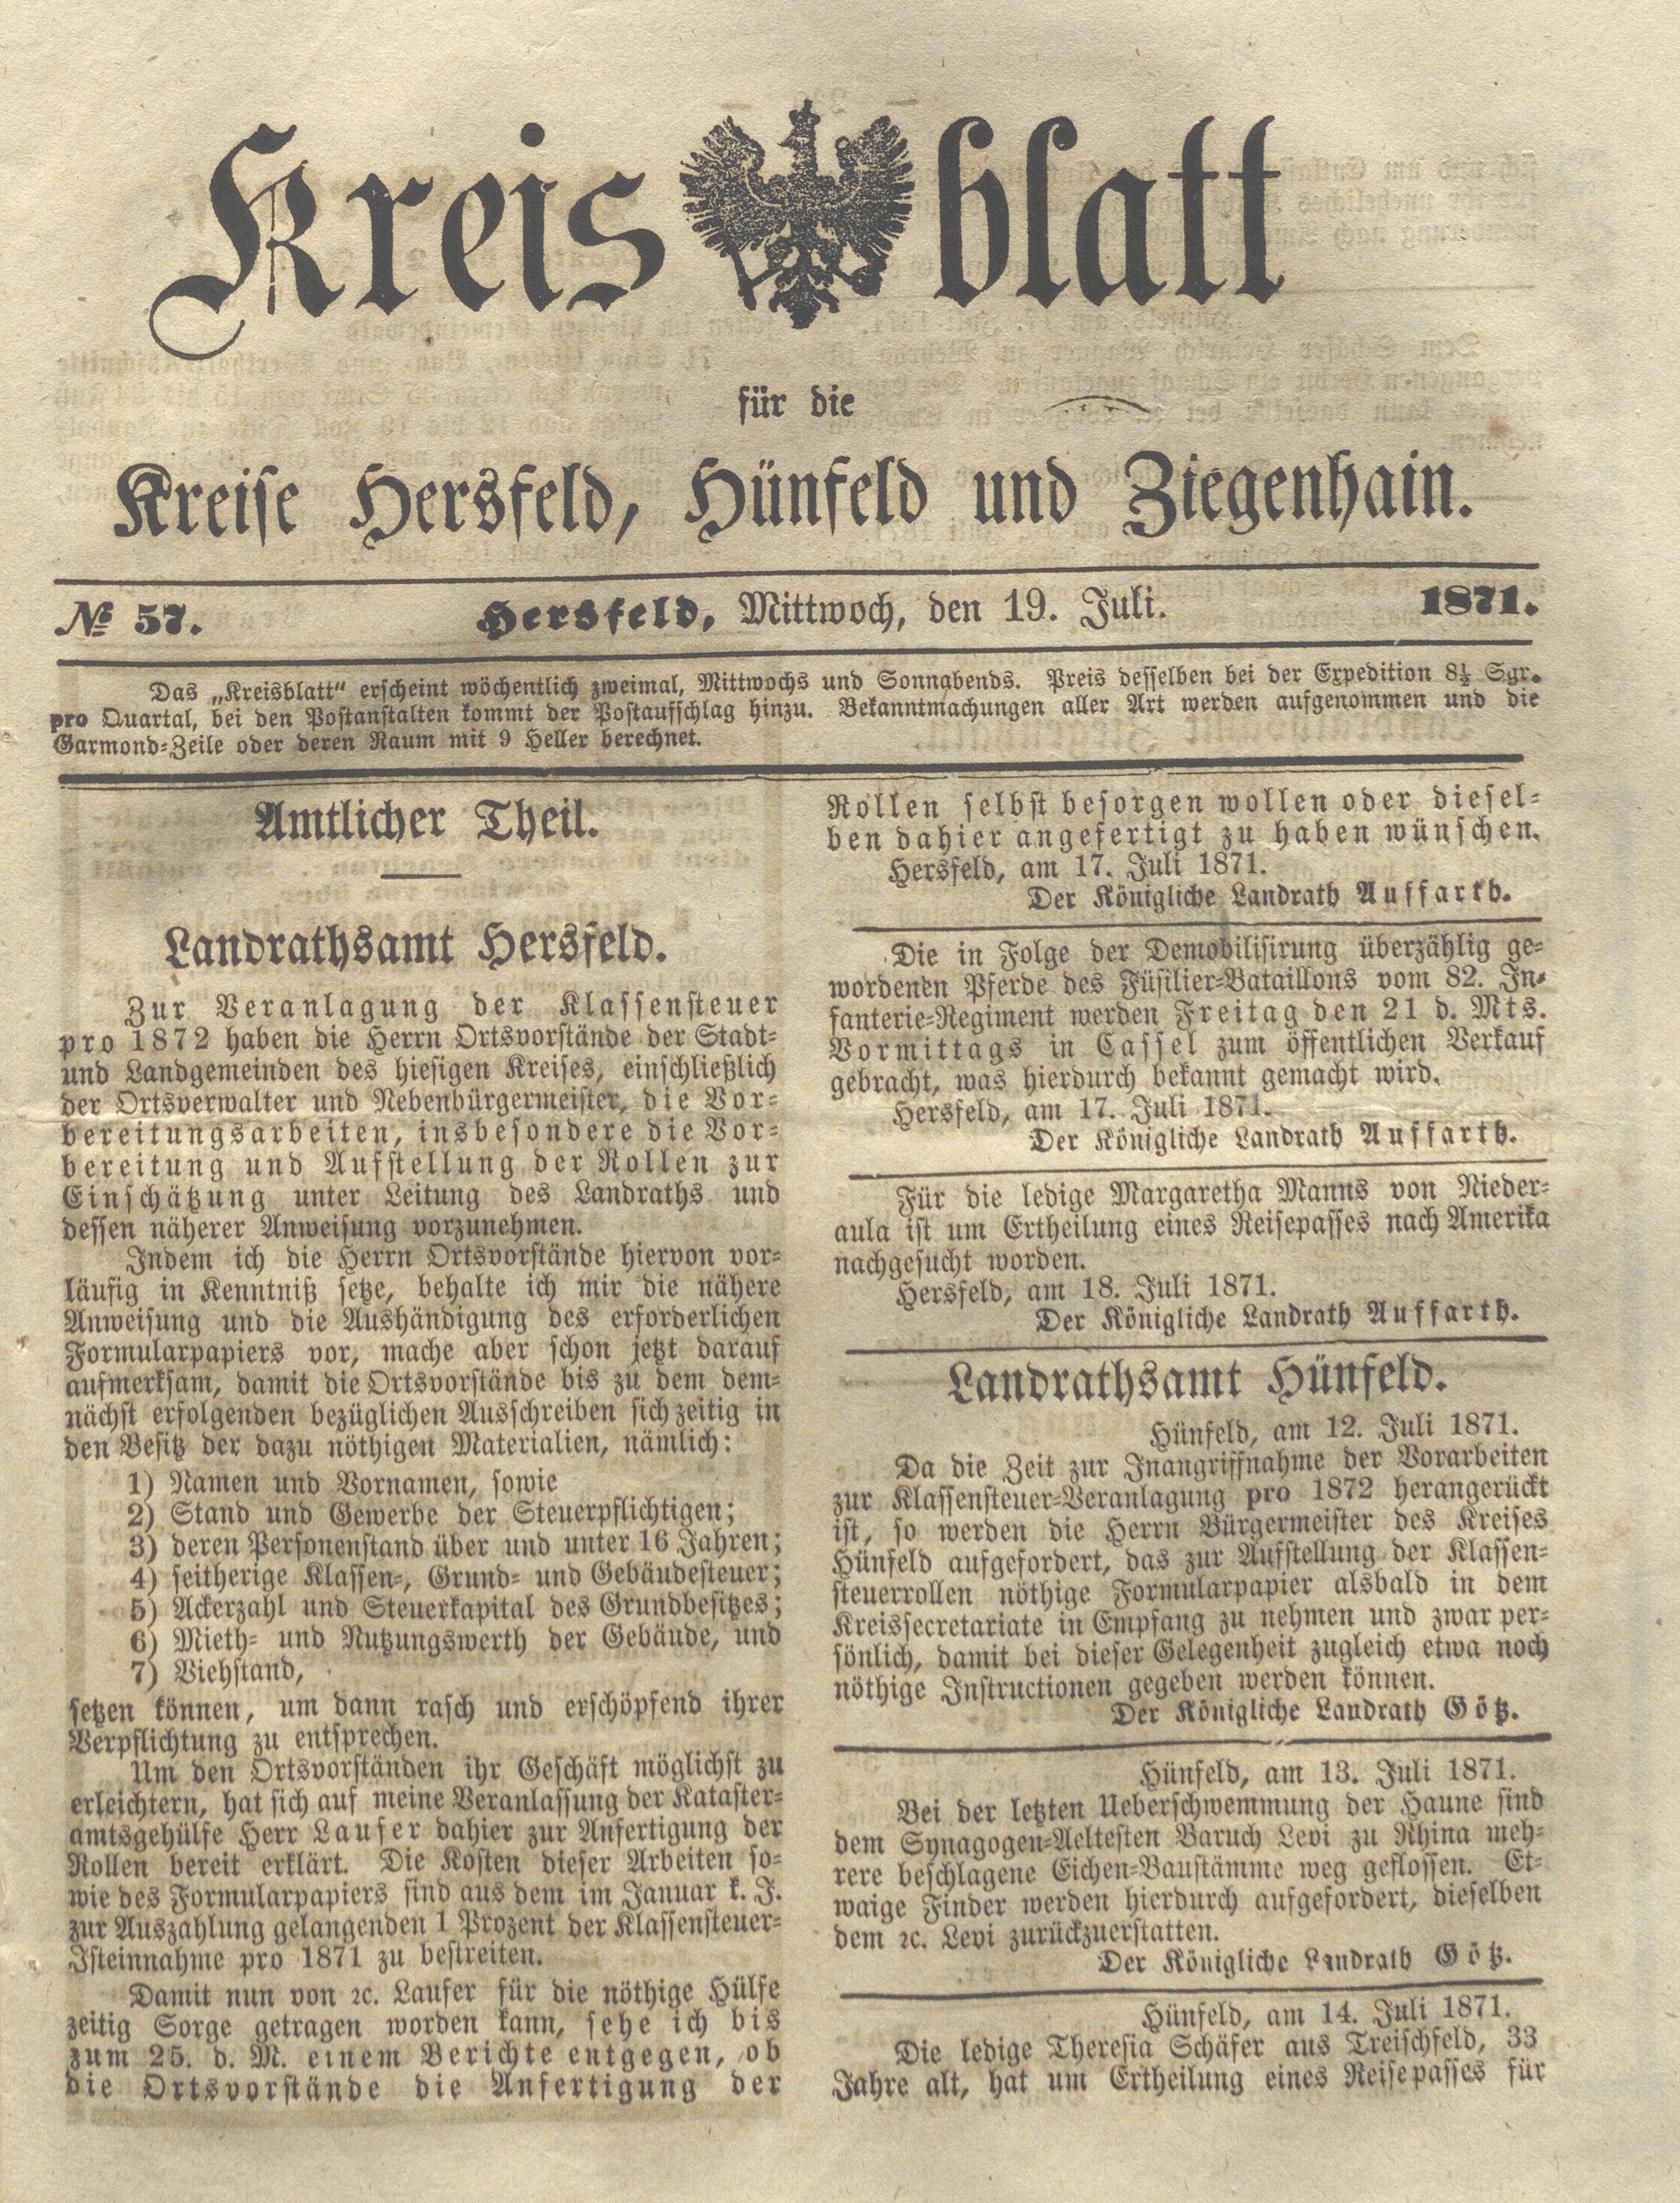 Kreisblatt
für die
Kreise Hersfeld, Hünfeld und Ziegenhain.
№ 57. Hersfeld, Mittwoch, den 19. Juli. 1871.
Das „Kreisblatt“ erscheint wöchentlich zweimal, Mittwochs und Sonnabends. Preis desselben bei der Expedition 8½ Sgr.
pro Quartal, bei den Postanstalten kommt der Postaufschlag hinzu. Bekanntmachungen aller Art werden aufgenommen und die
Garmond-Zeile oder deren Raum mit 9 Heller berechnet.
Amtlicher Theil.
Landrathsamt Hersfeld.
Zur Veranlagung der Klassensteuer
pro 1872 haben die Herrn Ortsvorstände der Stadt-
und Landgemeinden des hiesigen Kreises, einschließlich
der Ortsverwalter und Nebenbürgermeister, die Vor-
bereitungsarbeiten, insbesondere die Vor-
bereitung und Aufstellung der Rollen zur
Einschätzung unter Leitung des Landraths und
dessen näherer Anweisung vorzunehmen.
Indem ich die Herrn Ortsvorstände hiervon vor-
läufig in Kenntniß setze, behalte ich mir die nähere
Anweisung und die Aushändigung des erforderlichen
Formularpapiers vor, mache aber schon jetzt darauf
aufmerksam, damit die Ortsvorstände bis zu dem dem-
nächst erfolgenden bezüglichen Ausschreiben sich zeitig in
den Besitz der dazu nöthigen Materialien, nämlich:
1) Namen und Vornamen, sowie
2) Stand und Gewerbe der Steuerpflichtigen;
3) deren Personenstand über und unter 16 Jahren;
4) seitherige Klassen-, Grund- und Gebäudesteuer;
5) Ackerzahl und Steuerkapital des Grundbesitzes;
6) Mieth- und Nutzungswerth der Gebäude, und
7) Viehstand,
setzen können, um dann rasch und erschöpfend ihrer
Verpflichtung zu entsprechen.
Um den Ortsvorständen ihr Geschäft möglichst zu
erleichtern, hat sich auf meine Veranlassung der Kataster-
amtsgehülfe Herr Laufer dahier zur Anfertigung der
Rollen bereit erklärt. Die Kosten dieser Arbeiten so-
wie des Formularpapiers sind aus dem im Januar k. J.
zur Auszahlung gelangenden 1 Prozent der Klassensteuer-
Isteinnahme pro 1871 zu bestreiten.
Damit nun von ꝛc. Laufer für die nöthige Hülfe
zeitig Sorge getragen worden kann, sehe ich bis
zum 25. d. M. einem Berichte entgegen, ob
die Ortsvorstände die Anfertigung der
Rollen selbst besorgen wollen oder diesel-
ben dahier angefertigt zu haben wünschen.
Hersfeld, am 17. Juli 1871.
Der Königliche Landrath Auffarth.
Die in Folge der Demobilisirung überzählig ge-
wordenen Pferde des Füsilier-Bataillons vom 82. In-
fanterie-Regiment werden Freitag den 21 d. Mts.
Vormittags in Cassel zum öffentlichen Verkauf
gebracht, was hierdurch bekannt gemacht wird.
Hersfeld, am 17. Juli 1871.
Der Königliche Landrath Auffarth.
Für die ledige Margaretha Manns von Nieder-
aula ist um Ertheilung eines Reisepasses nach Amerika
nachgesucht worden.
Hersfeld, am 18. Juli 1871.
Der Königliche Landrath Auffarth.
Landrathsamt Hünfeld.
Hünfeld, am 12. Juli 1871.
Da die Zeit zur Inangriffnahme der Vorarbeiten
zur Klassensteuer-Veranlagung pro 1872 herangerückt
ist, so werden die Herrn Bürgermeister des Kreises
Hünfeld aufgefordert, das zur Aufstellung der Klassen-
steuerrollen nöthige Formularpapier alsbald in dem
Kreissecretariate in Empfang zu nehmen und zwar per-
sönlich, damit bei dieser Gelegenheit zugleich etwa noch
nöthige Instructionen gegeben werden können.
Der Königliche Landrath Götz.
Hünfeld, am 13. Juli 1871.
Bei der letzten Ueberschwemmung der Haune sind
dem Synagogen-Aeltesten Baruch Levi zu Rhina meh-
rere beschlagene Eichen-Baustämme weg geflossen. Et-
waige Finder werden hierdurch aufgefordert, dieselben
dem ꝛc. Levi zurückzuerstatten.
Der Königliche Landrath Götz.
Hünfeld, am 14. Juli 1871.
Die ledige Theresia Schäfer aus Treischfeld, 33
Jahre alt, hat um Ertheilung eines Reisepasses für